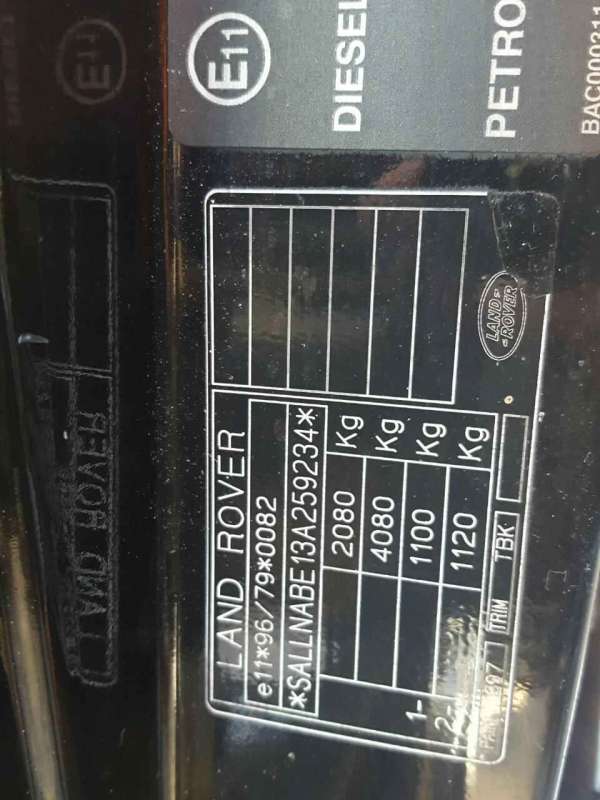 E11
DIESEL
PETRO
BAC000311
LAND ROVER
e11*96/79*0082
*SALLNABE13A259234*
2080 Kg
4080 Kg
1- 1100 Kg
2- 1120 Kg
TRIM TBK
LAND ROVER